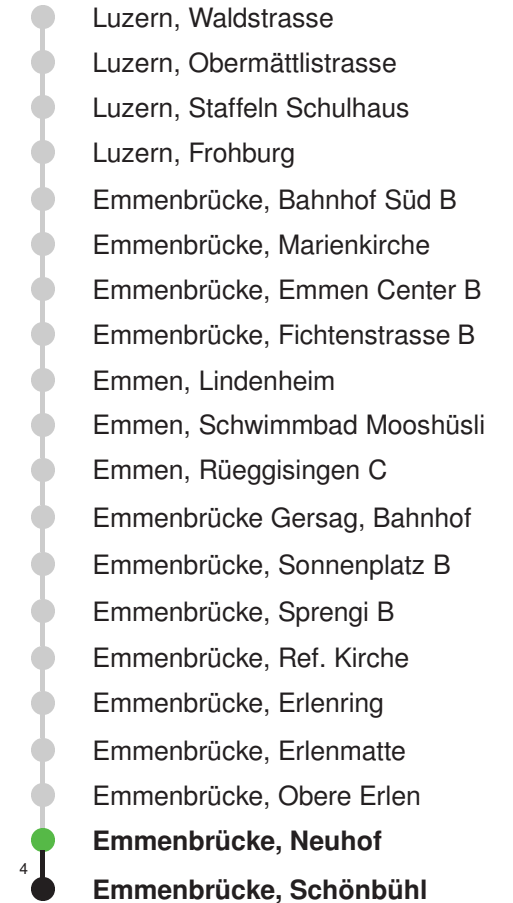 Luzern, Waldstrasse
Luzern, Obermättlistrasse
Luzern, Staffeln Schulhaus
Luzern, Frohburg
Emmenbrücke, Bahnhof Süd B
Emmenbrücke, Marienkirche
Emmenbrücke, Emmen Center B
Emmenbrücke, Fichtenstrasse B
Emmen, Lindenheim
Emmen, Schwimmbad Mooshüsli
Emmen, Rüeggisingen C
Emmenbrücke Gersag, Bahnhof
Emmenbrücke, Sonnenplatz B
Emmenbrücke, Sprengi B
Emmenbrücke, Ref. Kirche
Emmenbrücke, Erlenring
Emmenbrücke, Erlenmatte
Emmenbrücke, Obere Erlen
Emmenbrücke, Neuhof
4
Emmenbrücke, Schönbühl